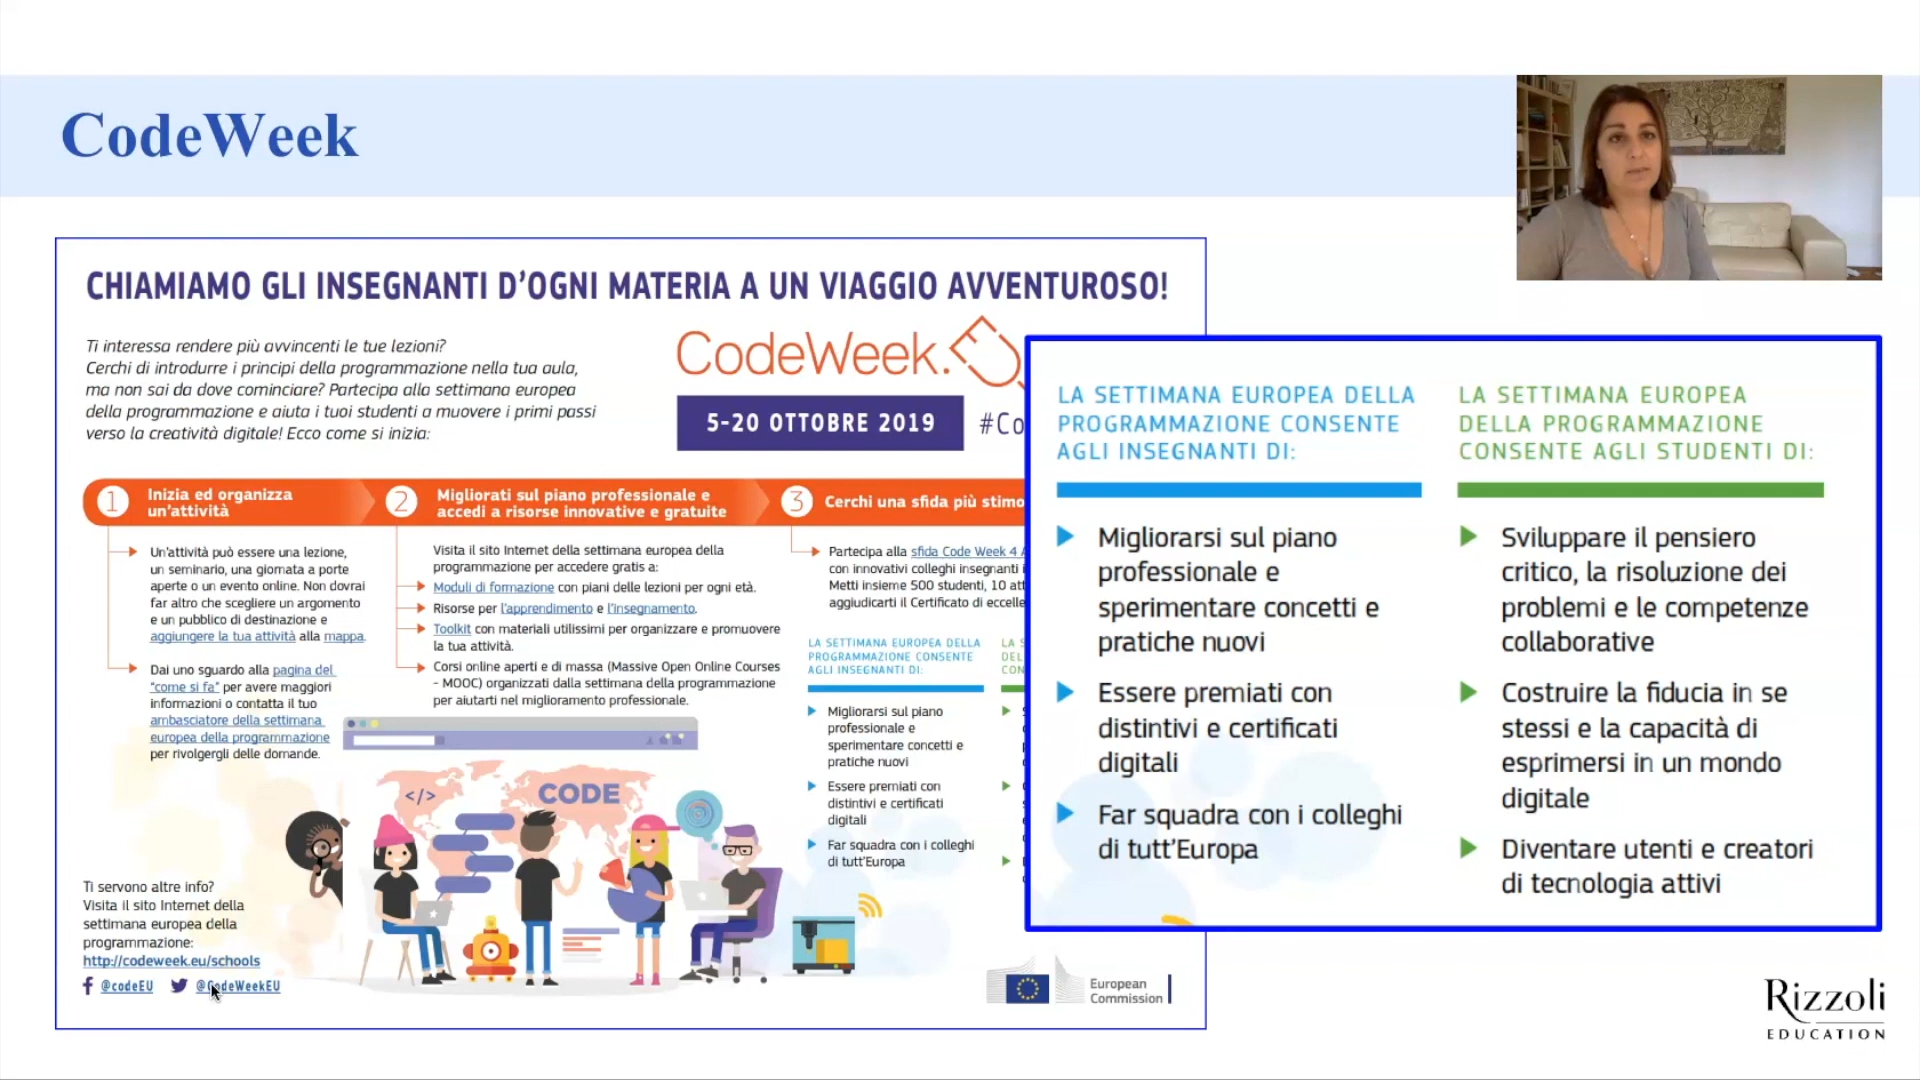 CodeWeek
CHIAMIAMO GLI INSEGNANTI D'OGNI MATERIA A UN VIAGGIO AVVENTUROSO!
Ti interessa rendere più avvincenti le tue lezioni?
Cerchi di introdurre i principi della programmazione nella tua aula,
ma non sai da dove cominciare? Partecipa alla settimana europea
della programmazione e aiuta i tuoi studenti a muovere i primi passi
verso la creatività digitale! Ecco come si inizia:
CodeWeek.
5-20 OTTOBRE 2019
#Co
1 Inizia ed organizza
un'attività
Un'attività può essere una lezione,
un seminario, una giornata a porte
aperte o un evento online. Non dovrai
far altro che scegliere un argomento
e un pubblico di destinazione e
aggiungere la tua attività alla mappa.
Dai uno sguardo alla pagina del
"come si fa" per avere maggiori
informazioni o contatta il tuo
ambasciatore della settimana
europea della programmazione
per rivolgergli delle domande.
2 Migliorati sul piano professionale e
accedi a risorse innovative e gratuite
Visita il sito Internet della settimana europea della
programmazione per accedere gratis a:
Moduli di formazione con piani delle lezioni per ogni età.
Risorse per l'apprendimento e l'insegnamento.
Toolkit con materiali utilissimi per organizzare e promuovere
la tua attività.
Corsi online aperti e di massa (Massive Open Online Courses
- MOOC) organizzati dalla settimana della programmazione
per aiutarti nel miglioramento professionale.
3 Cerchi una sfida più stimo
Partecipa alla sfida Code Week 4
con innovativi colleghi insegnanti
Metti insieme 500 studenti, 10 att
aggiudicarti il Certificato di eccelle
LA SETTIMANA EUROPEA DELLA
PROGRAMMAZIONE CONSENTE
AGLI INSEGNANTI DI:
Migliorarsi sul piano
professionale e
sperimentare concetti e
pratiche nuovi
Essere premiati con
distintivi e certificati
digitali
Far squadra con i colleghi
di tutt'Europa
LA S
DEL
CON
</>
CODE
Ti servono altre info?
Visita il sito Internet della
settimana europea della
programmazione:
http://codeweek.eu/schools
@codeEU
@CodeWeekEU
European
Commission
LA SETTIMANA EUROPEA DELLA
PROGRAMMAZIONE CONSENTE
AGLI INSEGNANTI DI:
Migliorarsi sul piano
professionale e
sperimentare concetti e
pratiche nuovi
Essere premiati con
distintivi e certificati
digitali
Far squadra con i colleghi
di tutt'Europa
LA SETTIMANA EUROPEA
DELLA PROGRAMMAZIONE
CONSENTE AGLI STUDENTI DI:
Sviluppare il pensiero
critico, la risoluzione dei
problemi e le competenze
collaborative
Costruire la fiducia in se
stessi e la capacità di
esprimersi in un mondo
digitale
Diventare utenti e creatori
di tecnologia attivi
Rizzoli
EDUCATION